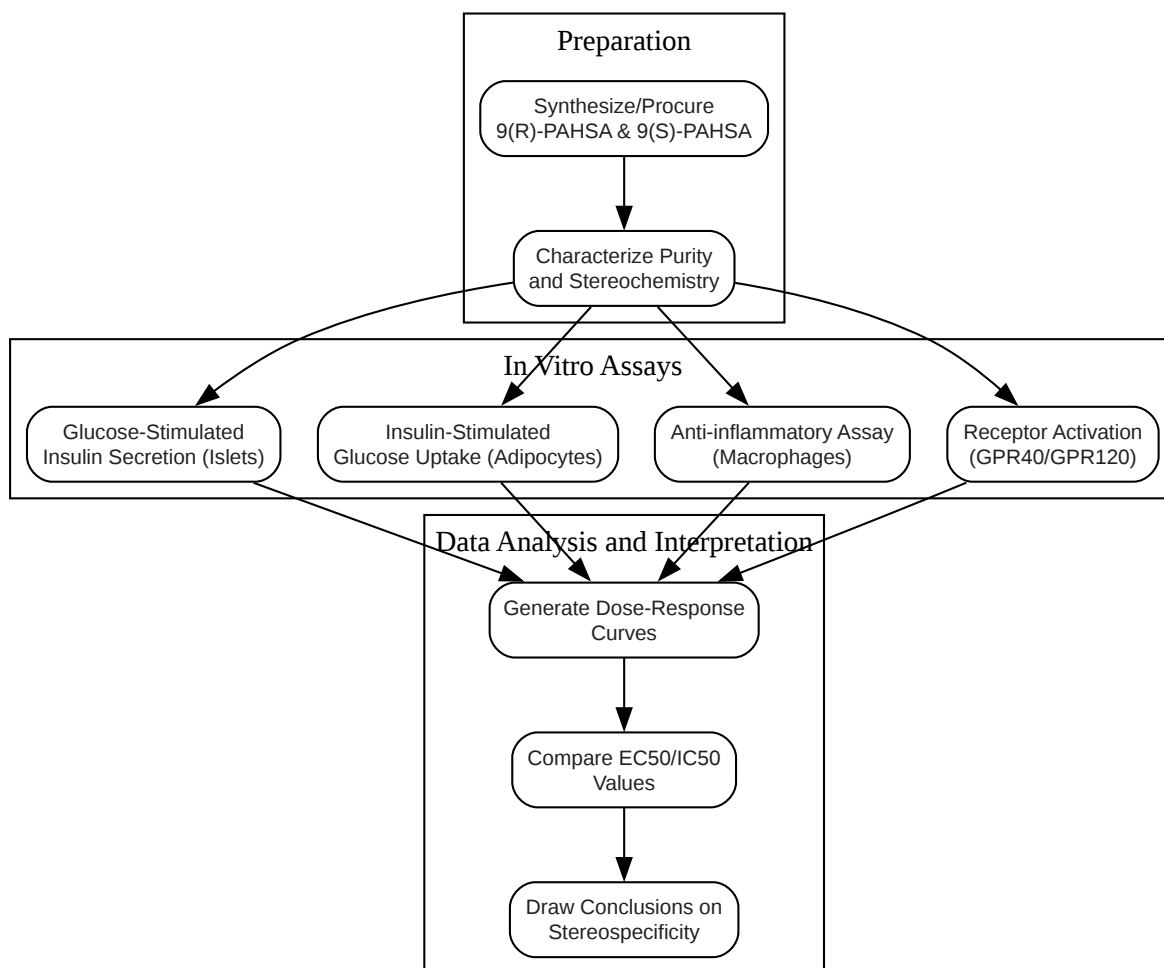 Preparation
Synthesize/Procure
9(R)-PAHSA & 9(S)-PAHSA
Characterize Purity
and Stereochemistry
In Vitro Assays
Glucose-Stimulated
Insulin Secretion (Islets)
Insulin-Stimulated
Glucose Uptake (Adipocytes)
Anti-inflammatory Assay
(Macrophages)
Receptor Activation
(GPR40/GPR120)
Data Analysis and Interpretation
Generate Dose-Response
Curves
Compare EC50/IC50
Values
Draw Conclusions on
Stereospecificity